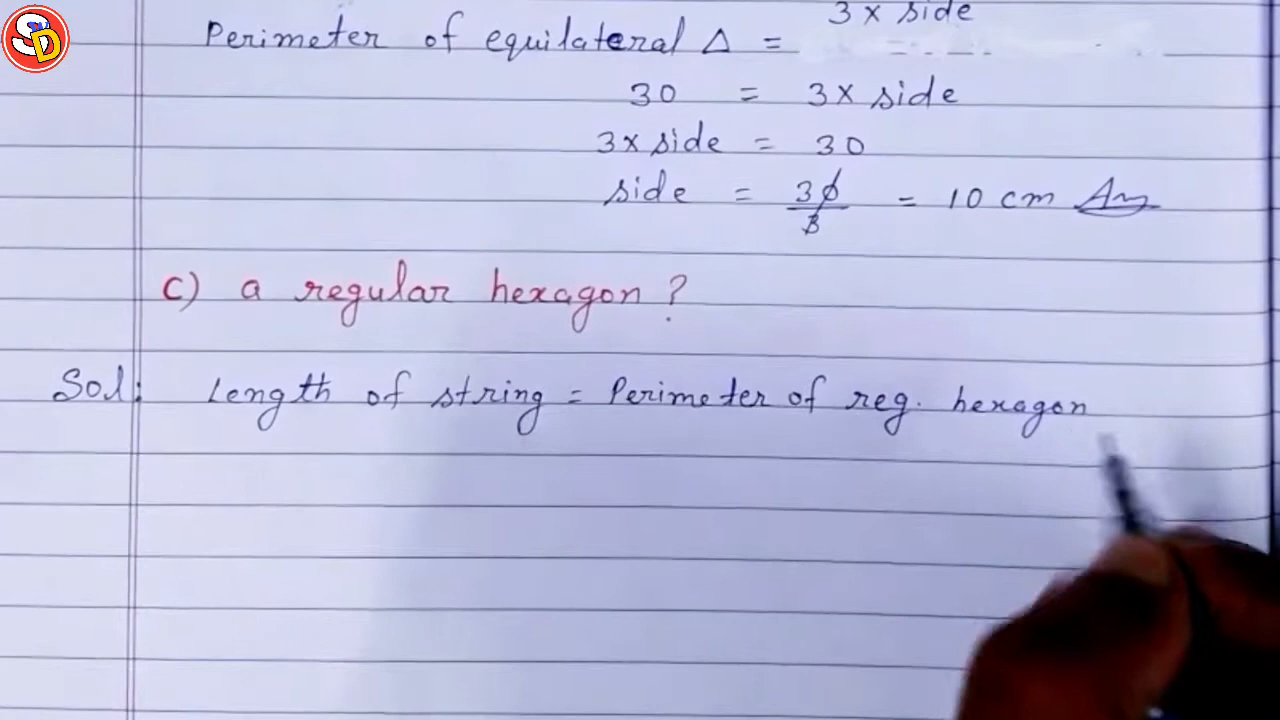 SD
3 x side
Perimeter of equilateral Δ =
30 = 3 x side
3 x side = 30
side = 30/3 = 10 cm Ans
c) a regular hexagon?
Sol: Length of string = Perimeter of reg. hexagon